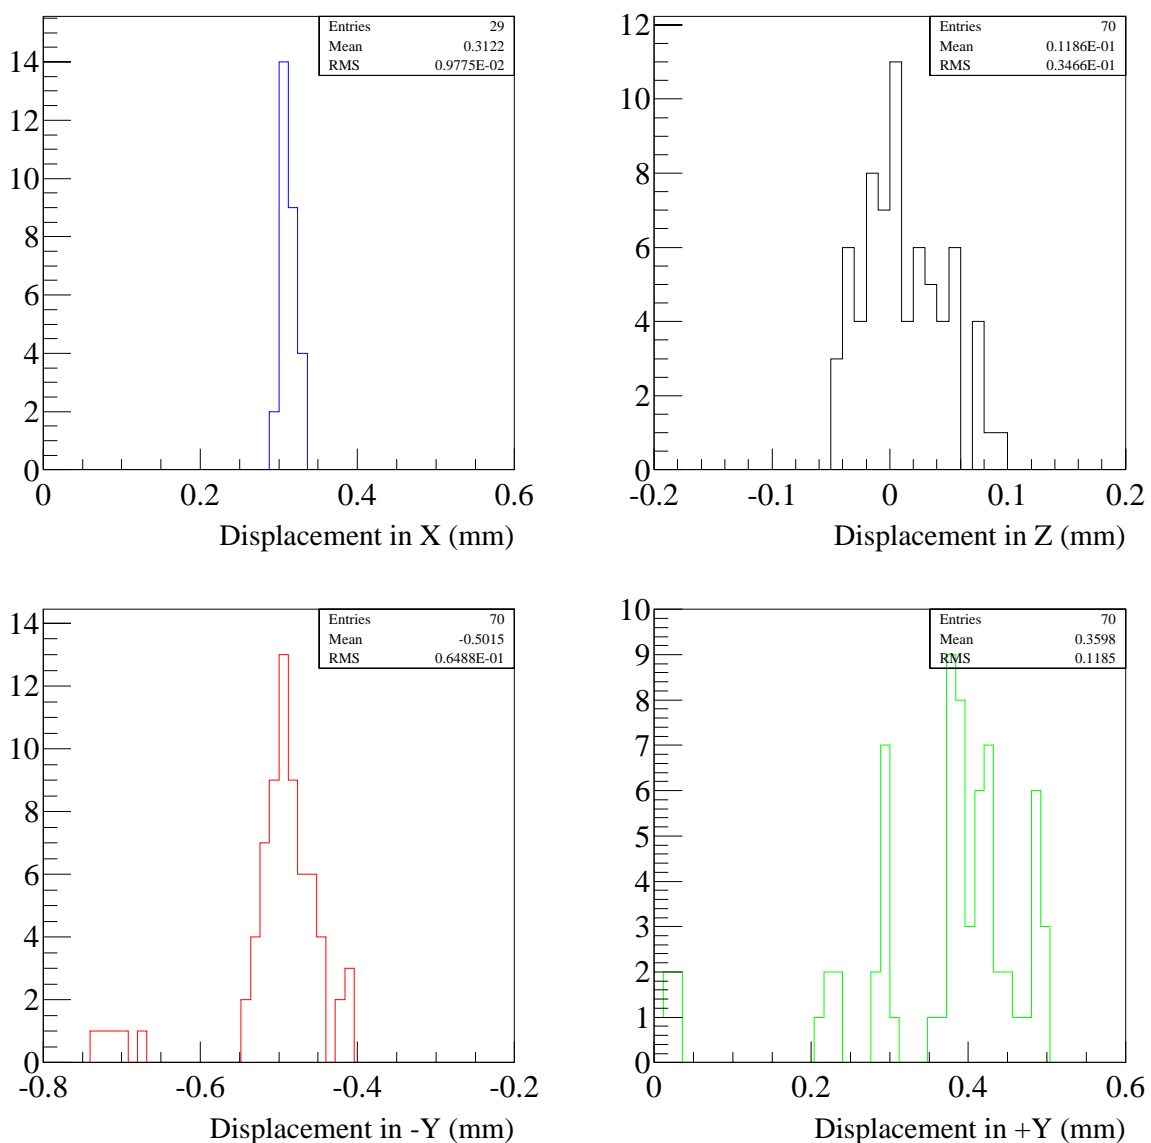 Entries 29
Mean 0.3122
RMS 0.9775E-02
14
12
10
8
6
4
2
0
0 0.2 0.4 0.6
Displacement in X (mm)
Entries 70
Mean 0.1186E-01
RMS 0.3466E-01
12
10
8
6
4
2
0
-0.2 -0.1 0 0.1 0.2
Displacement in Z (mm)
Entries 70
Mean -0.5015
RMS 0.6488E-01
14
12
10
8
6
4
2
0
-0.8 -0.6 -0.4 -0.2
Displacement in -Y (mm)
Entries 70
Mean 0.3598
RMS 0.1185
10
9
8
7
6
5
4
3
2
1
0
0 0.2 0.4 0.6
Displacement in +Y (mm)